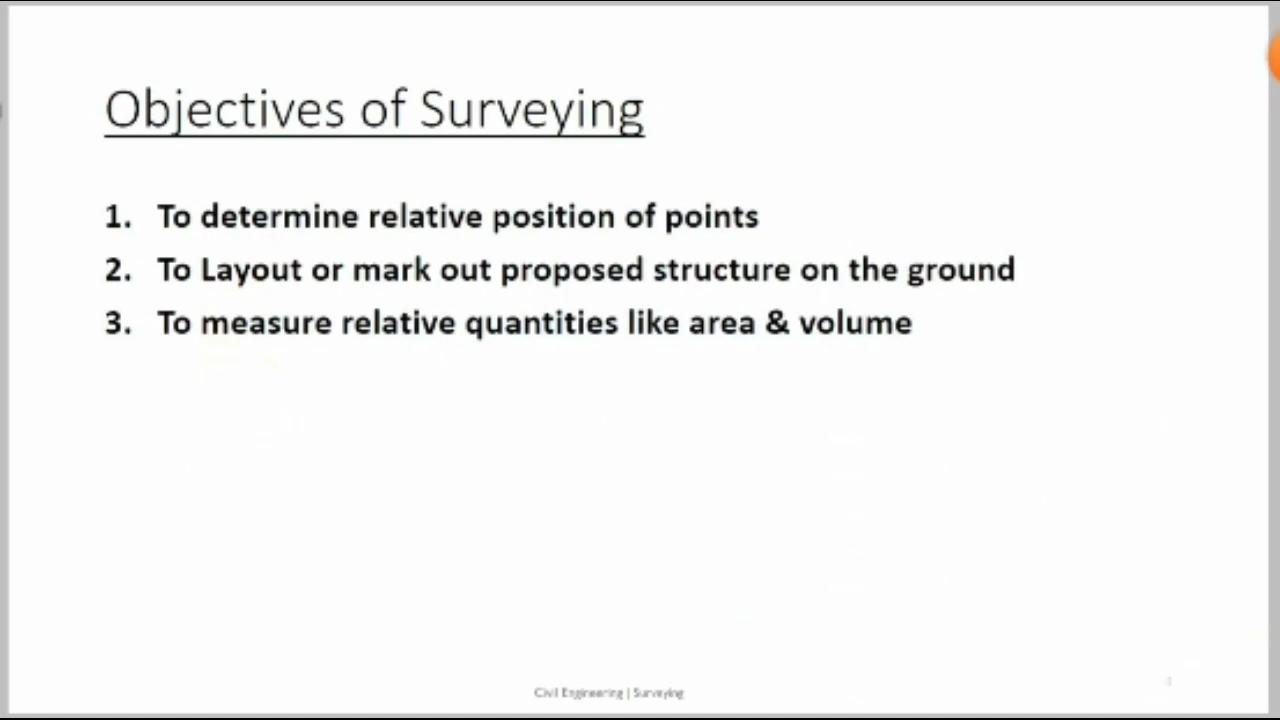 Objectives of Surveying
1. To determine relative position of points
2. To Layout or mark out proposed structure on the ground
3. To measure relative quantities like area & volume
Civil Engineering | Surveying